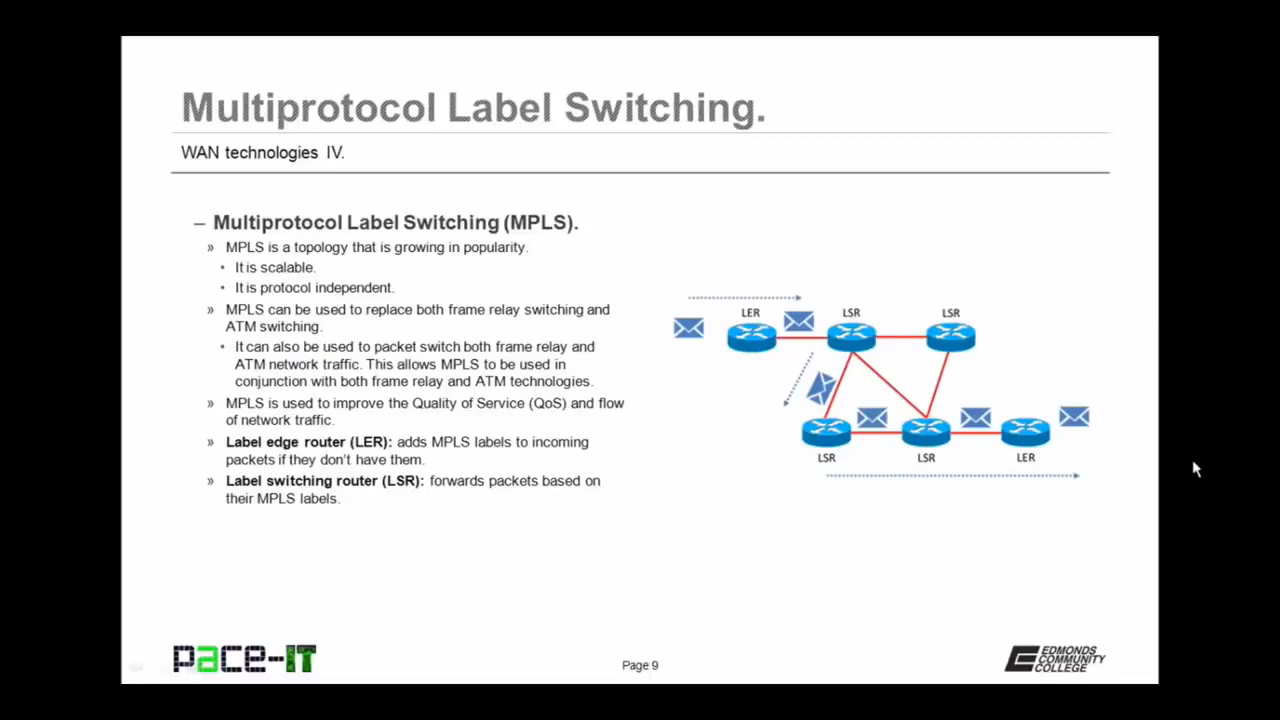 Multiprotocol Label Switching.
WAN technologies IV.
– Multiprotocol Label Switching (MPLS).
» MPLS is a topology that is growing in popularity.
• It is scalable.
• It is protocol independent.
» MPLS can be used to replace both frame relay switching and
ATM switching.
• It can also be used to packet switch both frame relay and
ATM network traffic. This allows MPLS to be used in
conjunction with both frame relay and ATM technologies.
» MPLS is used to improve the Quality of Service (QoS) and flow
of network traffic.
» Label edge router (LER): adds MPLS labels to incoming
packets if they don't have them.
» Label switching router (LSR): forwards packets based on
their MPLS labels.
LER LSR LSR
LSR LSR LER
pace-IT
Page 9
EDMONDS
COMMUNITY
COLLEGE